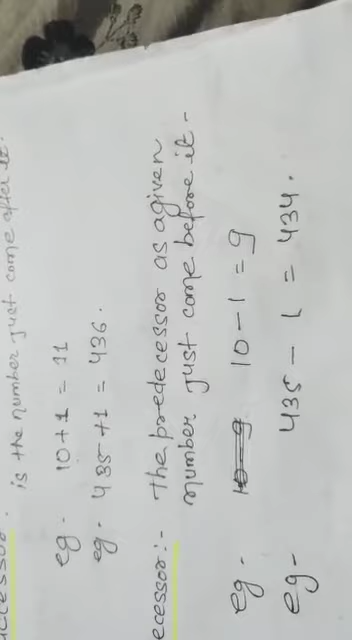 is the number just come after it.
eg - 10+1 = 11
eg - 435+1 = 436.
ecessor:- The predecessor as a given
number just come before it -
eg - 10-1 = 9
eg - 435 - 1 = 434.